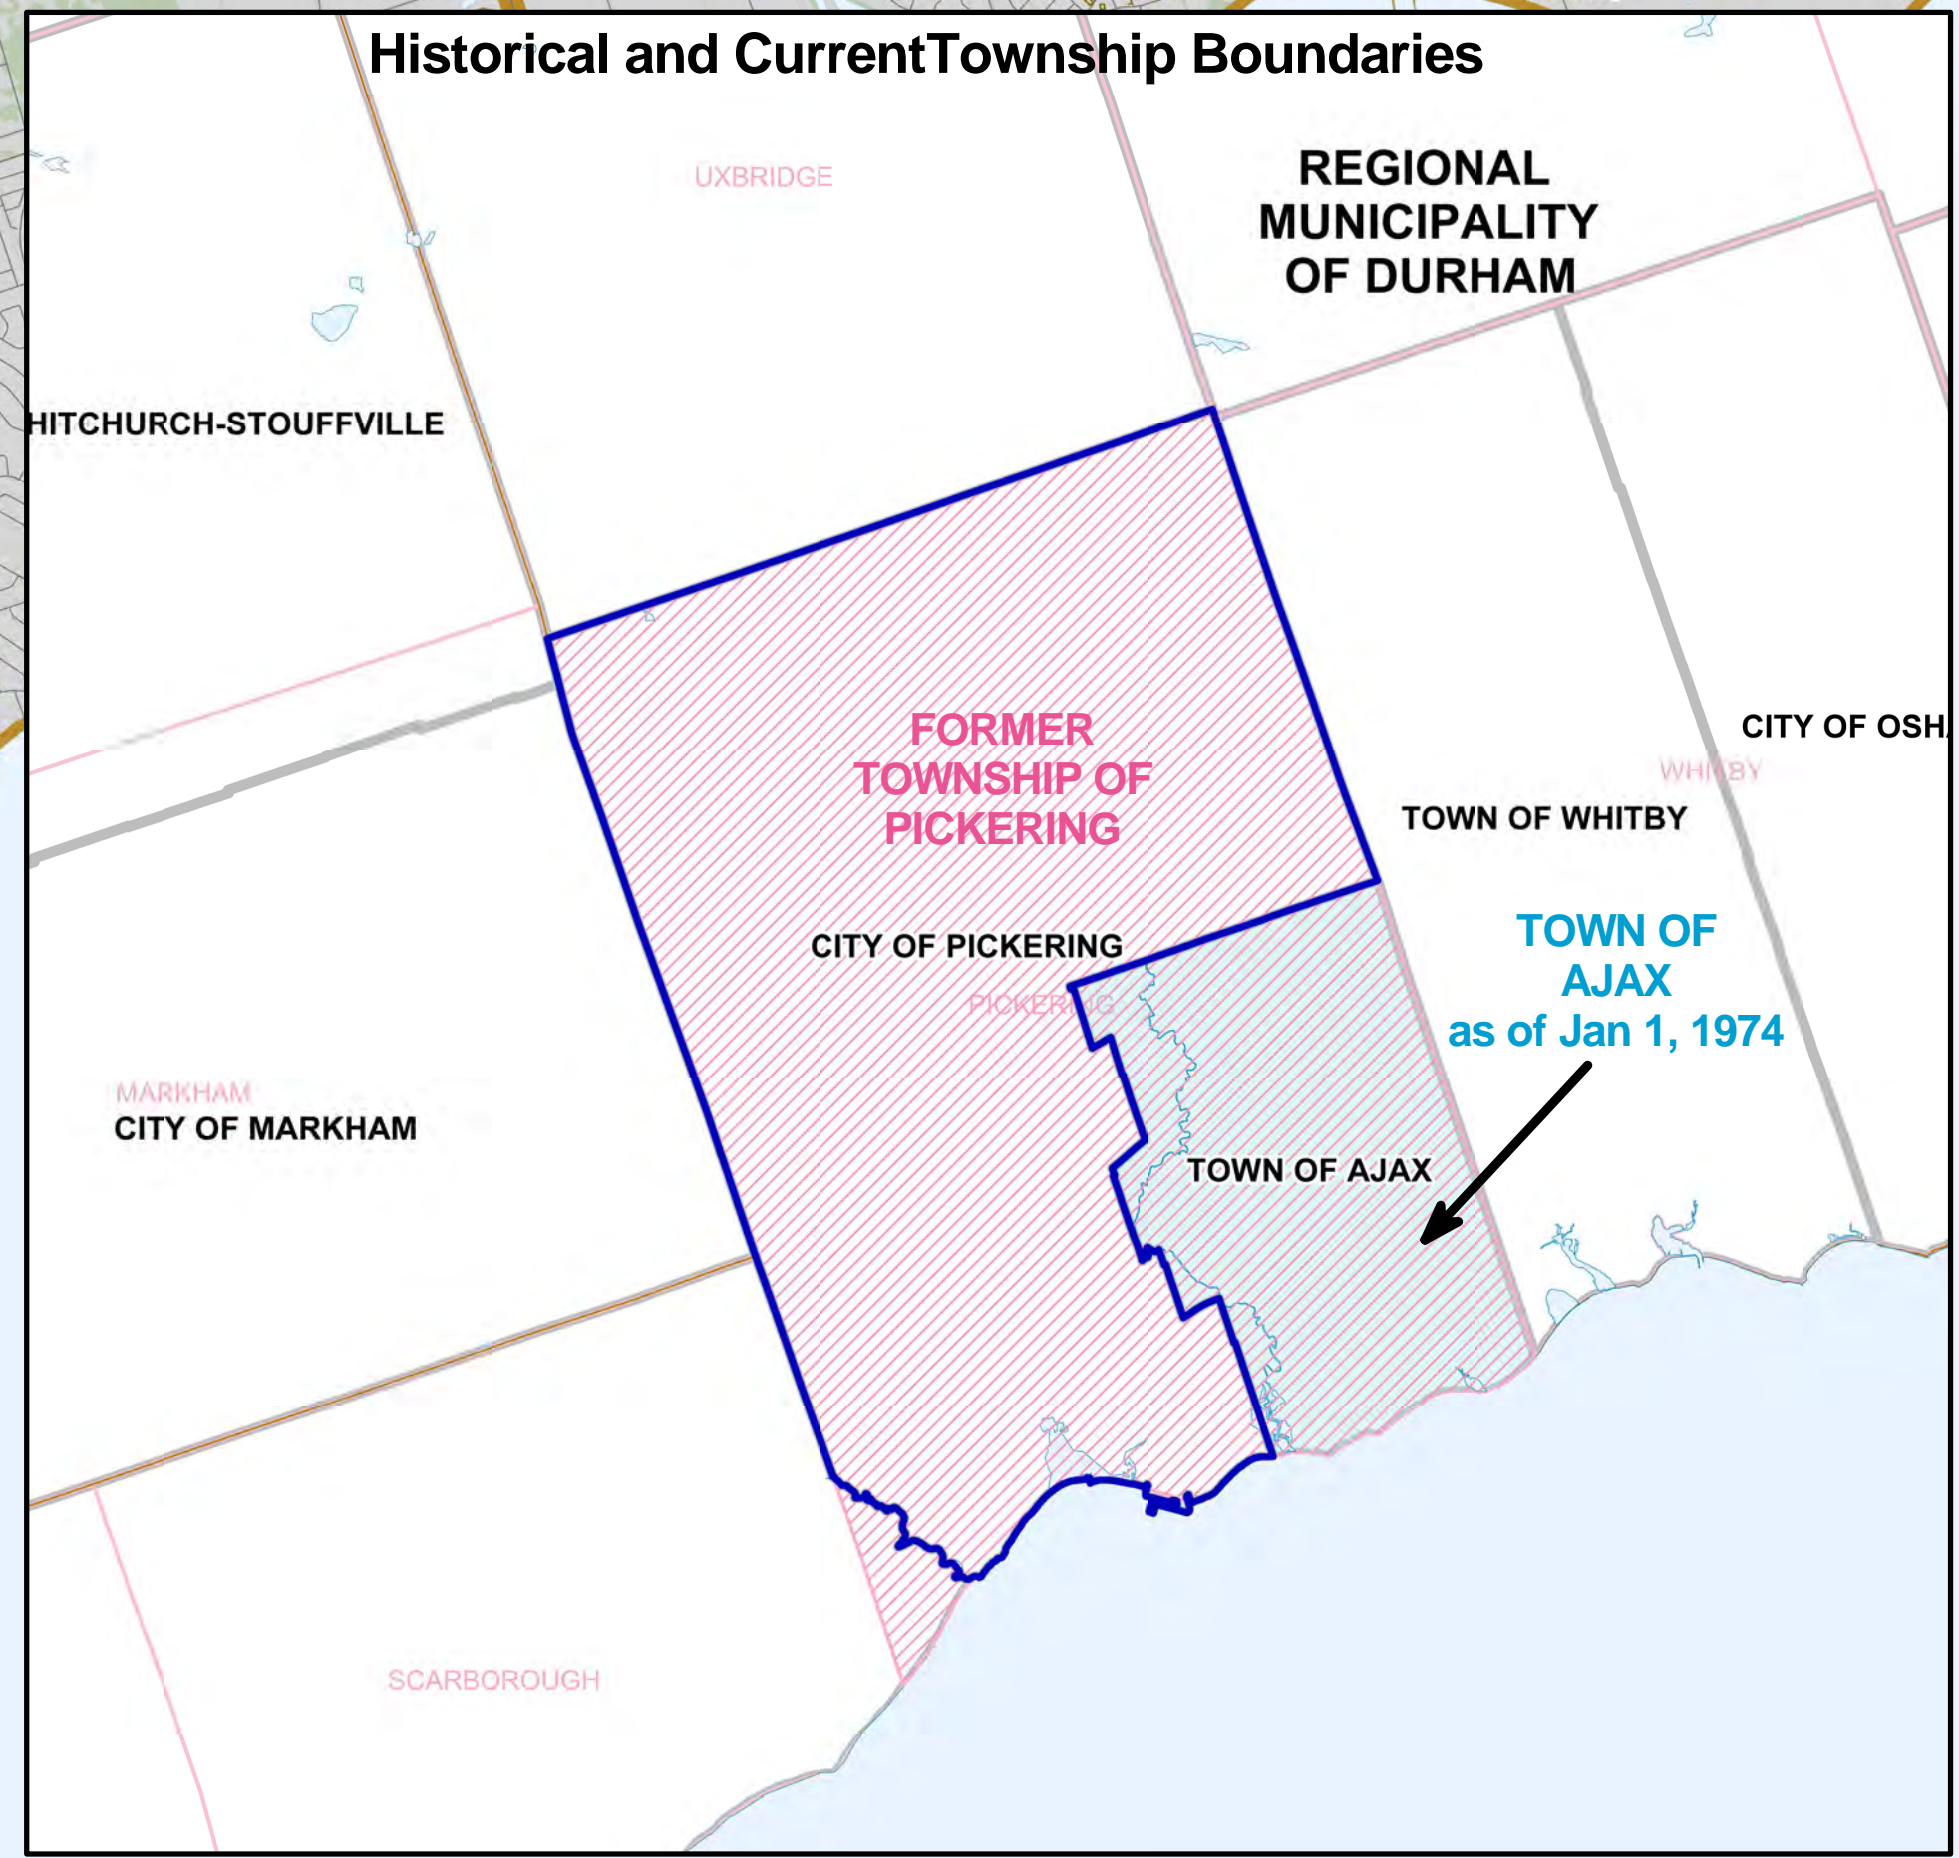 Historical and CurrentTownship Boundaries
UXBRIDGE
REGIONAL
MUNICIPALITY
OF DURHAM
HITCHURCH-STOUFFVILLE
FORMER
TOWNSHIP OF
PICKERING
CITY OF OSH
WHITBY
TOWN OF WHITBY
TOWN OF
AJAX
as of Jan 1, 1974
CITY OF PICKERING
PICKERING
MARKHAM
CITY OF MARKHAM
TOWN OF AJAX
SCARBOROUGH